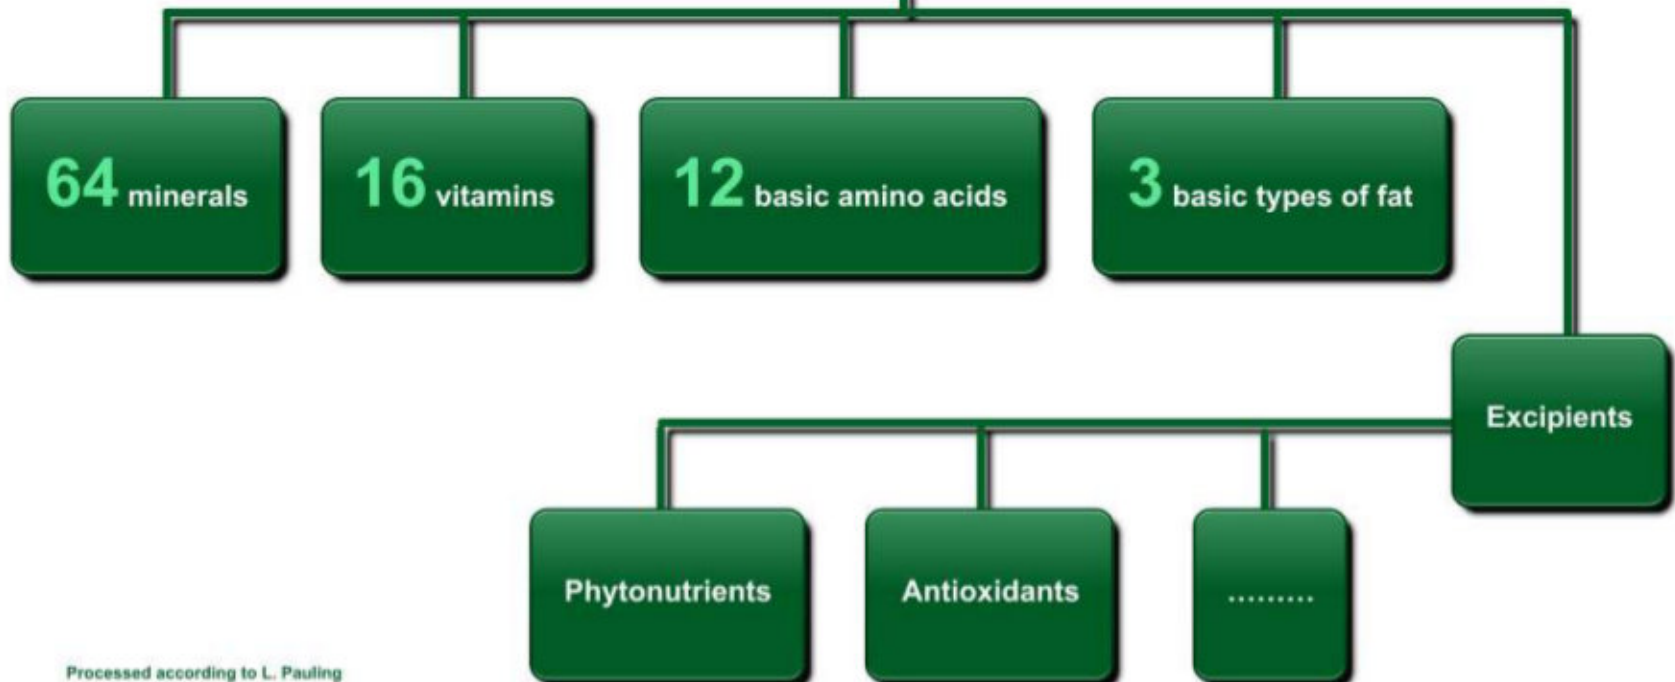 64 minerals
16 vitamins
12 basic amino acids
3 basic types of fat
Excipients
Phytonutrients
Antioxidants
.........
Processed according to L. Pauling